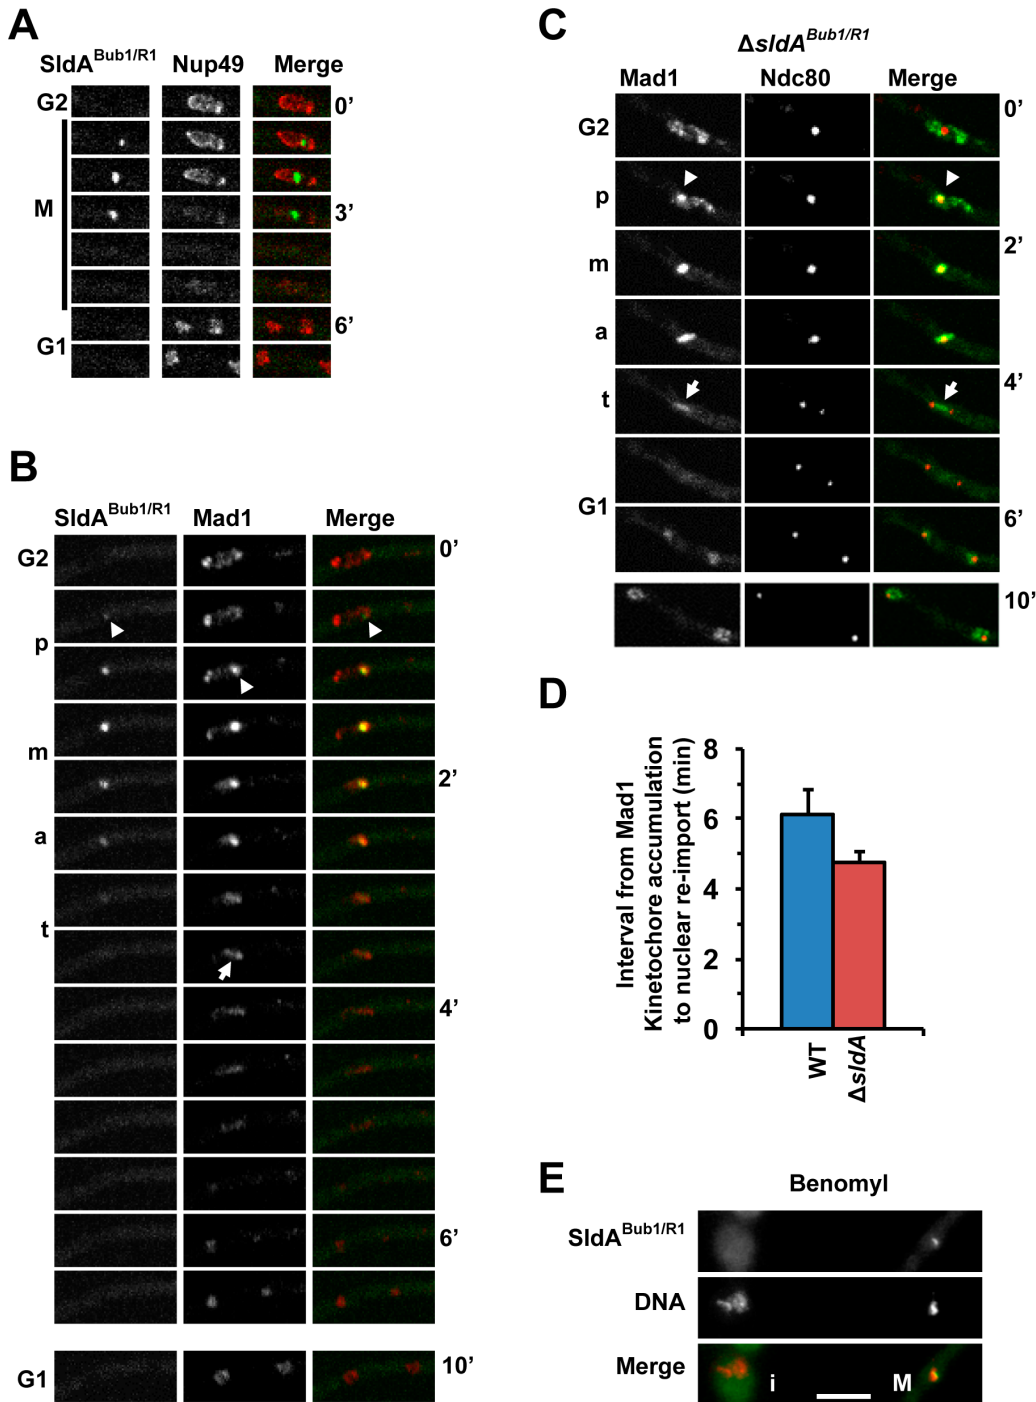 A
SldA^Bub1/R1 Nup49 Merge
G2 0’
M 3’
G1 6’
B
SldA^Bub1/R1 Mad1 Merge
G2 0’
p
m
2’
a
t
4’
6’
G1 10’
C
ΔsldA^Bub1/R1
Mad1 Ndc80 Merge
G2 0’
p
m 2’
a
t 4’
G1 6’
10’
D
Interval from Mad1
Kinetochore accumulation
to nuclear re-import (min)
8
6
4
2
0
WT
ΔsldA
E
Benomyl
SldA^Bub1/R1
DNA
Merge i M